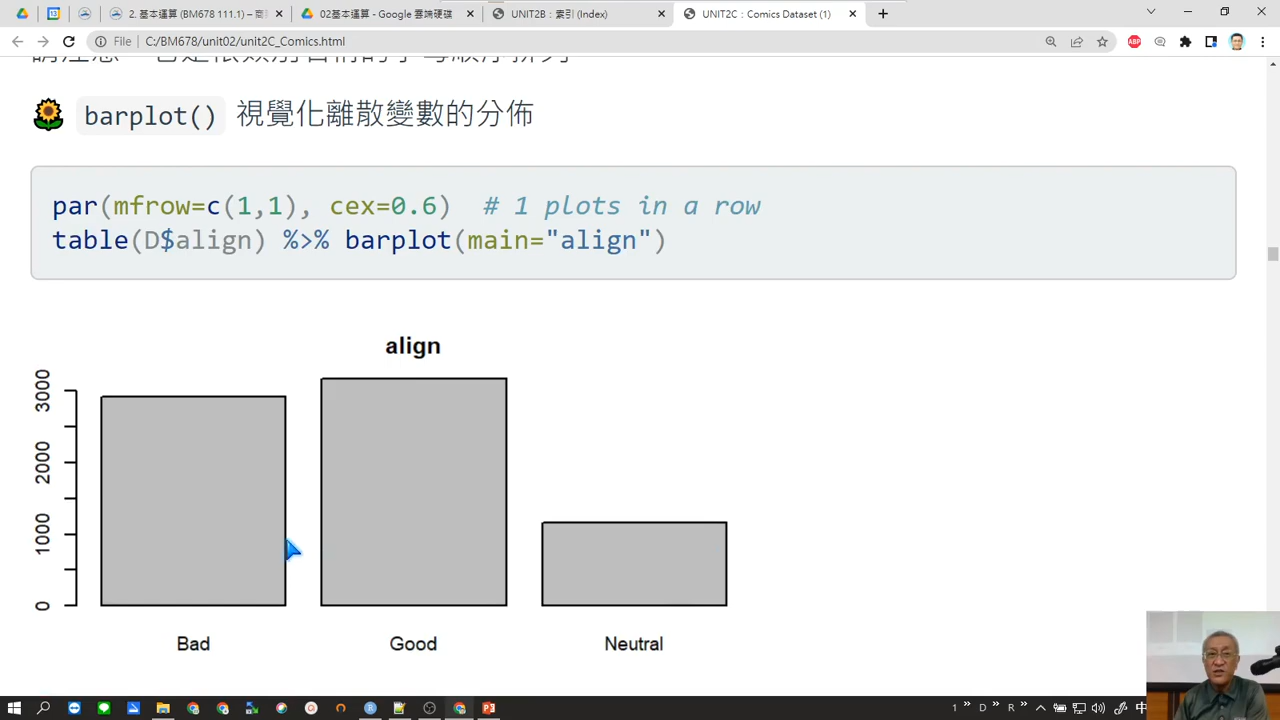 2. 基本運算 (BM678 111.1) – 商
02基本運算 - Google 雲端硬碟
UNIT2B：索引 (Index)
UNIT2C：Comics Dataset (1)
File
C:/BM678/unit02/unit2C_Comics.html
barplot() 視覺化離散變數的分佈
par(mfrow=c(1,1), cex=0.6)  # 1 plots in a row
table(D$align) %>% barplot(main="align")
align
3000
2000
1000
0
Bad
Good
Neutral
1
D
R
中